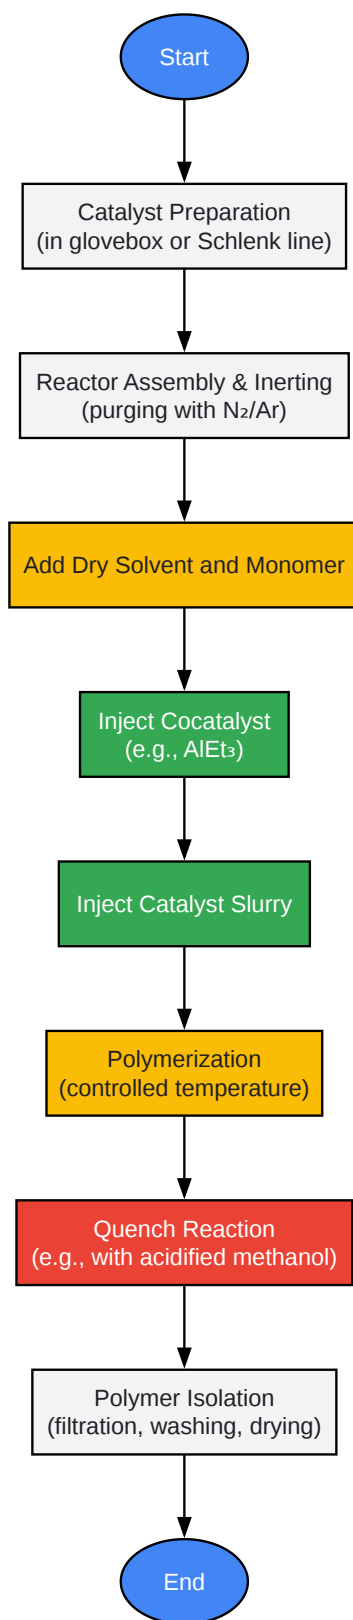 Start
Catalyst Preparation
(in glovebox or Schlenk line)
Reactor Assembly & Inerting
(purging with N₂/Ar)
Add Dry Solvent and Monomer
Inject Cocatalyst
(e.g., AlEt₃)
Inject Catalyst Slurry
Polymerization
(controlled temperature)
Quench Reaction
(e.g., with acidified methanol)
Polymer Isolation
(filtration, washing, drying)
End